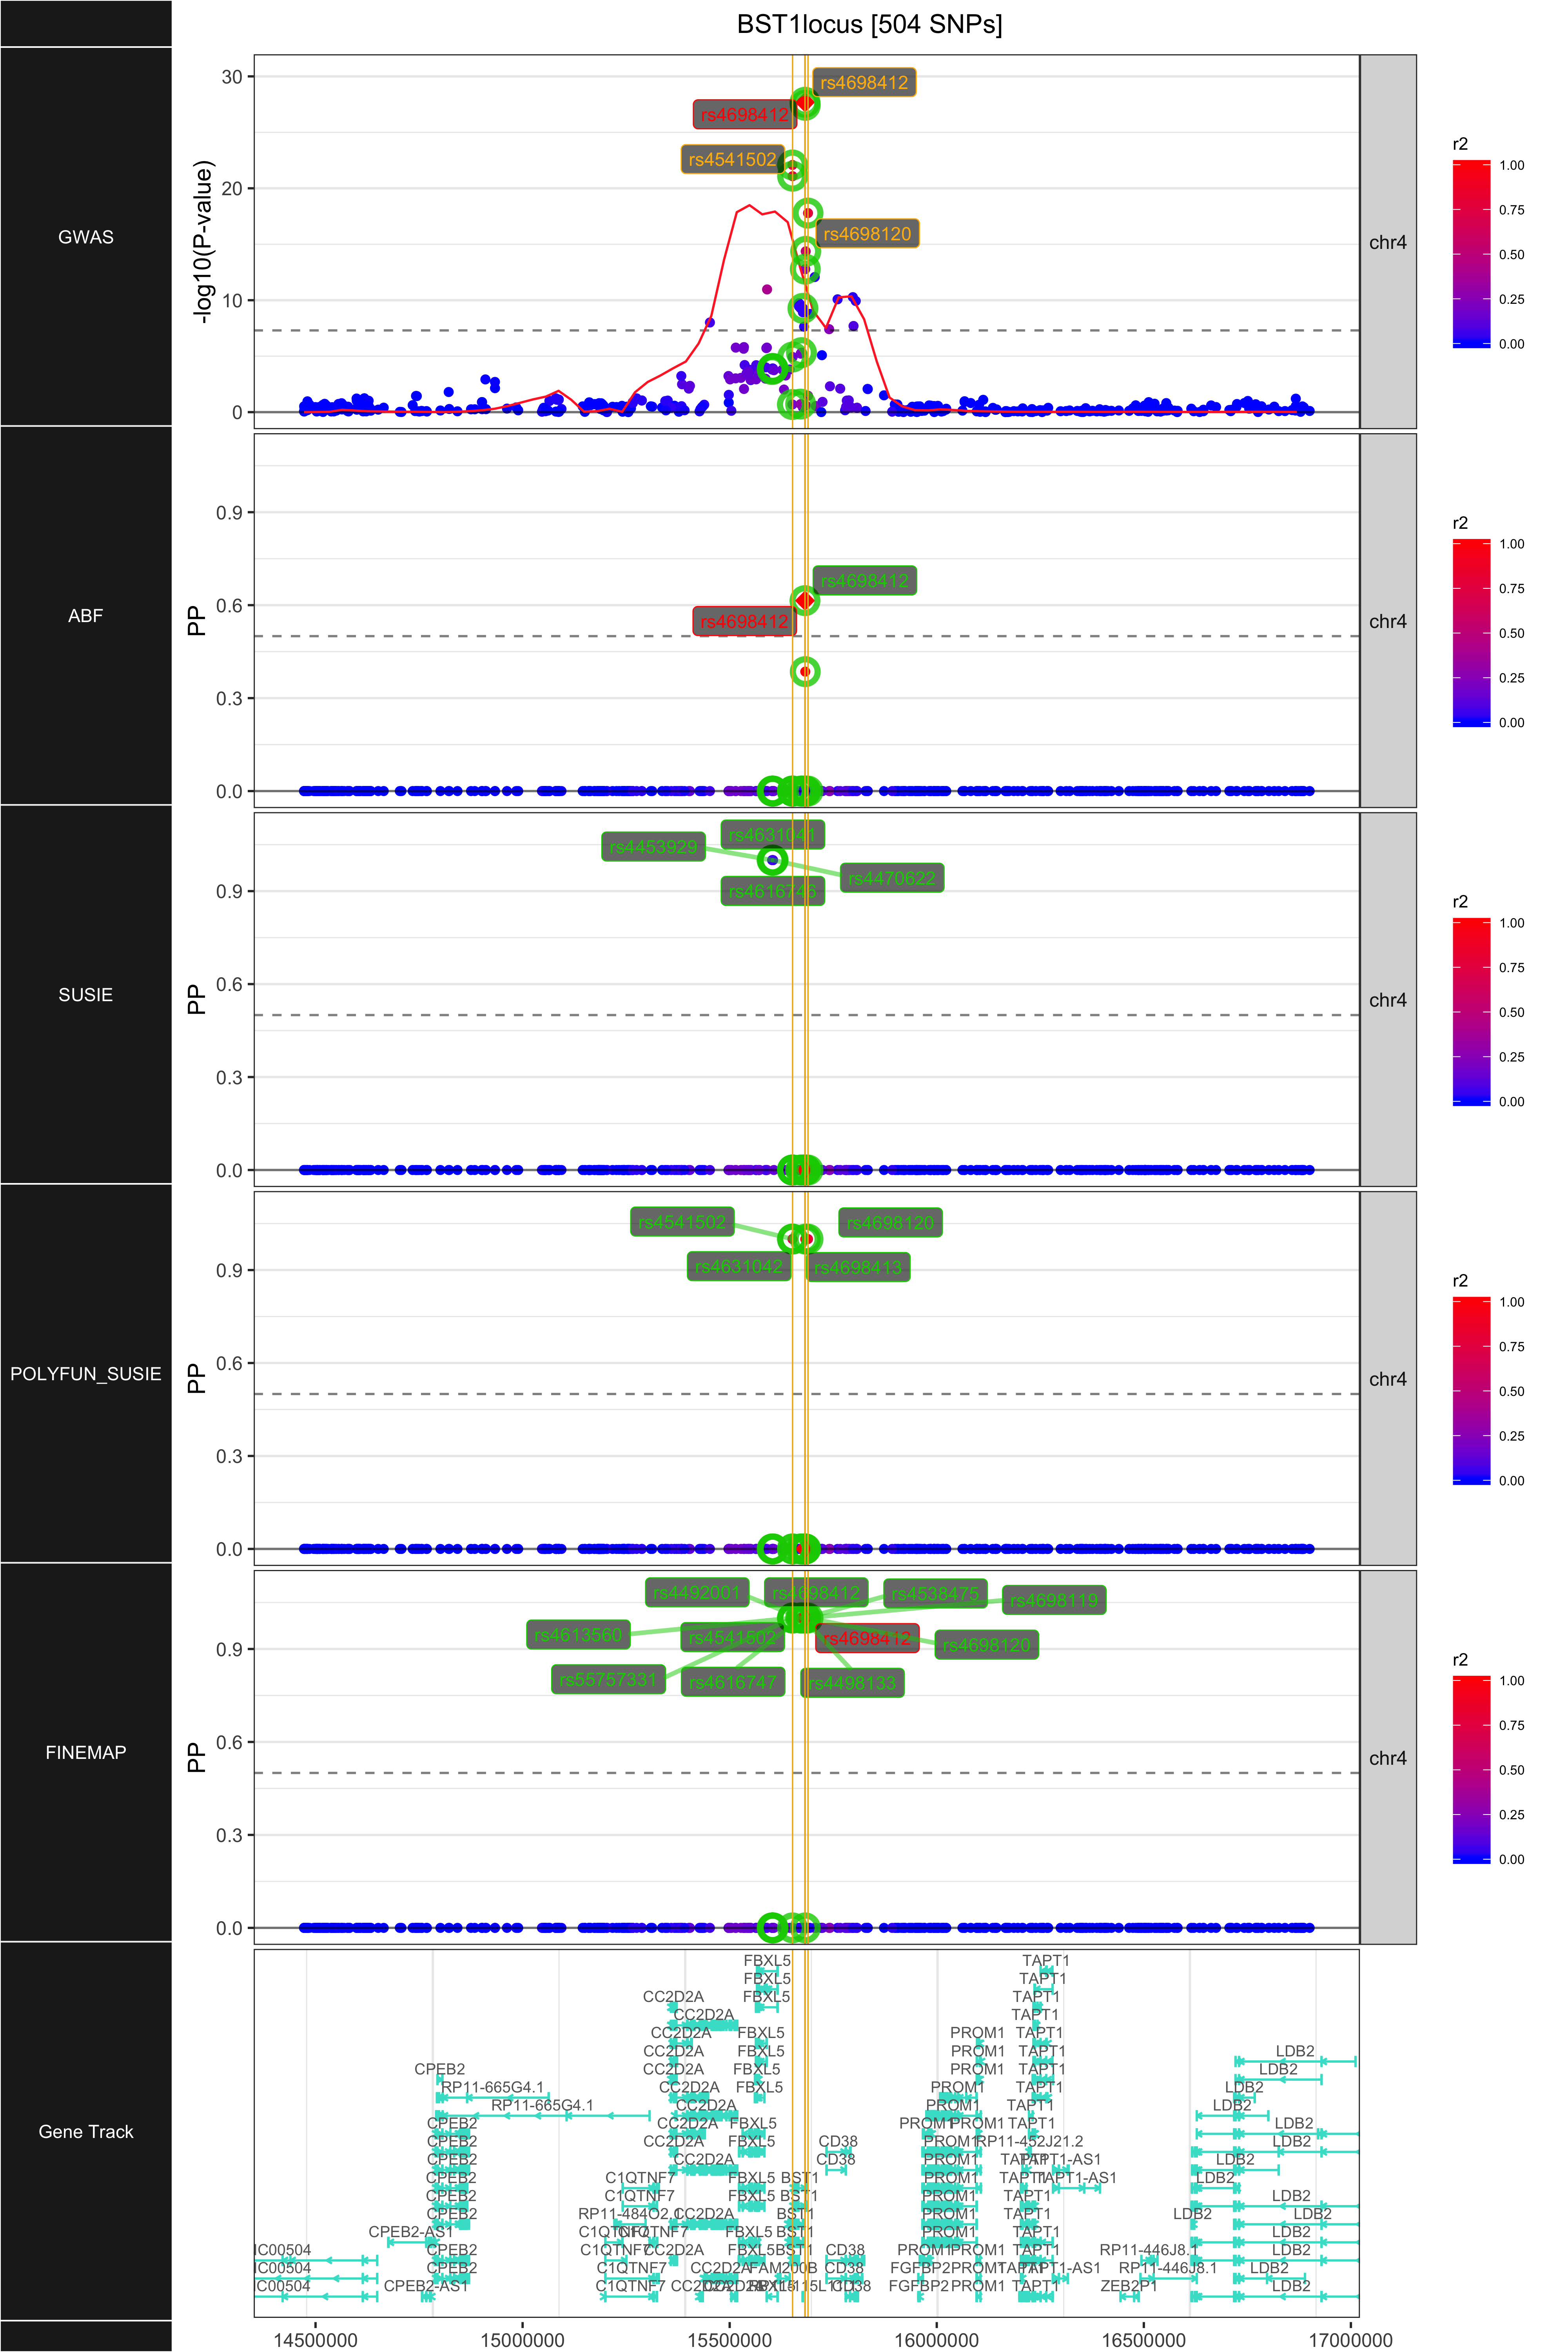 BST1locus [504 SNPs]
GWAS
-log10(P-value)
30
20
10
0
rs4698412
rs4698412
rs4541502
rs4698120
chr4
r2
1.00
0.75
0.50
0.25
0.00
ABF
PP
0.9
0.6
0.3
0.0
rs4698412
rs4698412
chr4
r2
1.00
0.75
0.50
0.25
0.00
SUSIE
PP
0.9
0.6
0.3
0.0
rs4631041
rs4453929
rs4470622
rs4616746
chr4
r2
1.00
0.75
0.50
0.25
0.00
POLYFUN_SUSIE
PP
0.9
0.6
0.3
0.0
rs4541502
rs4698120
rs4631042
rs4698413
chr4
r2
1.00
0.75
0.50
0.25
0.00
FINEMAP
PP
0.9
0.6
0.3
0.0
rs4492001
rs4698412
rs4538475
rs4698119
rs4613560
rs4541502
rs4698412
rs4698120
rs55757331
rs4616747
rs4498133
chr4
r2
1.00
0.75
0.50
0.25
0.00
Gene Track
FBXL5 TAPT1
FBXL5 TAPT1
CC2D2A FBXL5 TAPT1
CC2D2A TAPT1
CC2D2A FBXL5 PROM1 TAPT1
CC2D2A FBXL5 PROM1 TAPT1 LDB2
CPEB2 CC2D2A FBXL5 PROM1 TAPT1 LDB2
RP11-665G4.1 CC2D2A FBXL5 PROM1 TAPT1 LDB2
RP11-665G4.1 CC2D2A PROM1 TAPT1 LDB2
CPEB2 CC2D2A FBXL5 PROM1 PROM1 TAPT1 LDB2
CPEB2 CC2D2A FBXL5 CD38 PROM1 RP11-452J21.2 LDB2
CPEB2 CC2D2A CD38 PROM1 TAPT1-AS1 LDB2
CPEB2 C1QTNF7 FBXL5 BST1 PROM1 TAPT1 TAPT1-AS1 LDB2
CPEB2 C1QTNF7 FBXL5 BST1 PROM1 TAPT1 LDB2
CPEB2 RP11-484O2.1 CC2D2A BST1 PROM1 TAPT1 LDB2 LDB2
CPEB2-AS1 C1QTNF7 C1QTNF7 FBXL5 BST1 PROM1 TAPT1 LDB2
IC00504 CPEB2 C1QTNF7 CC2D2A FBXL5 BST1 CD38 PROM1 PROM1 TAPT1 RP11-446J8.1 LDB2
IC00504 CPEB2 C1QTNF7 CC2D2A FAM200B CD38 FGFBP2 PROM1 TAPT1 TAPT1-AS1 RP11-446J8.1 LDB2
IC00504 CPEB2-AS1 C1QTNF7 CC2D2A CD38 FGFBP2 PROM1 TAPT1 ZEB2P1 LDB2
14500000 15000000 15500000 16000000 16500000 17000000